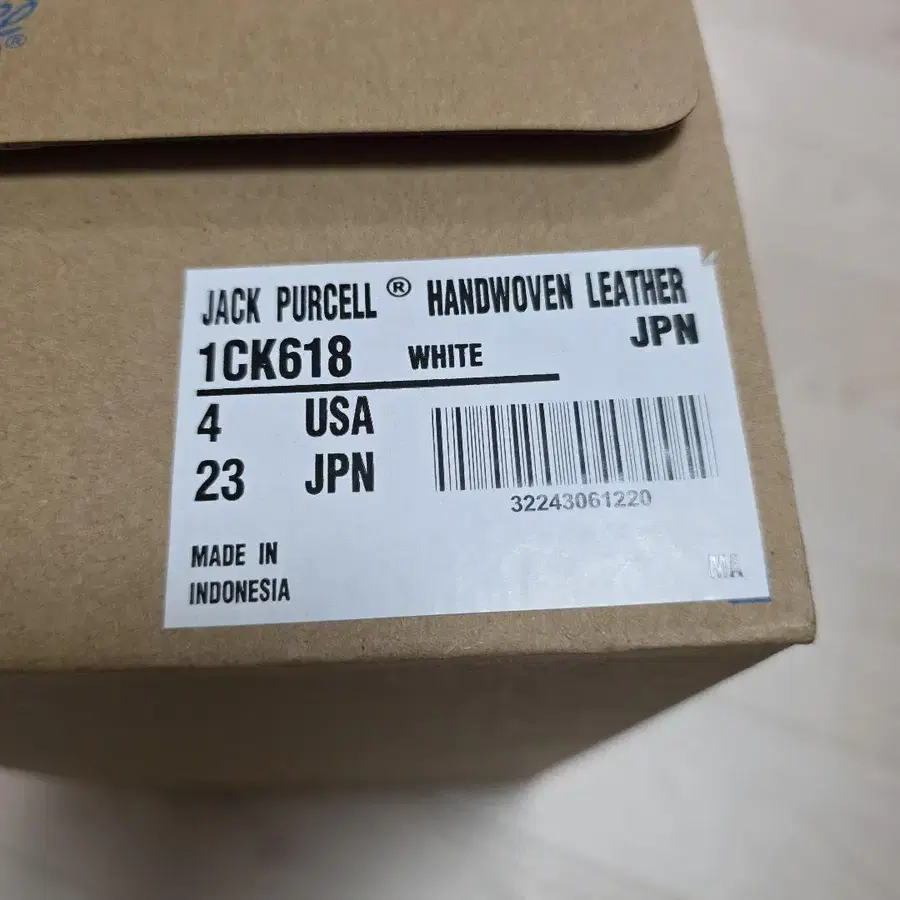 ®
JACK PURCELL® HANDWOVEN LEATHER
JPN
1CK618 WHITE
4 USA
23 JPN
32243061220
MADE IN
INDONESIA
MA